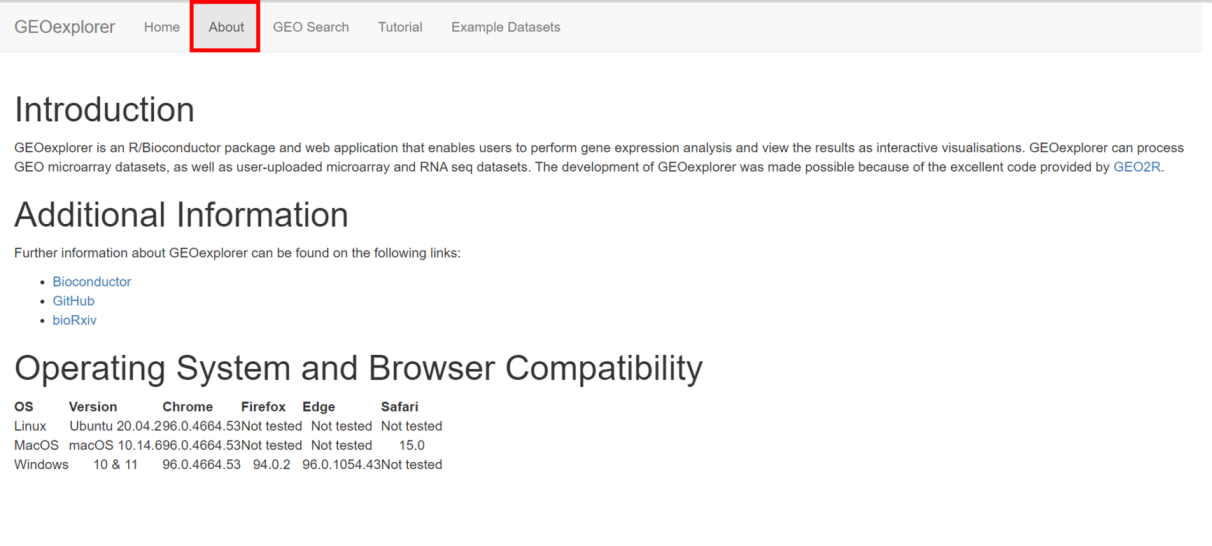 GEOexplorer Home About GEO Search Tutorial Example Datasets
Introduction
GEOexplorer is an R/Bioconductor package and web application that enables users to perform gene expression analysis and view the results as interactive visualisations. GEOexplorer can process
GEO microarray datasets, as well as user-uploaded microarray and RNA seq datasets. The development of GEOexplorer was made possible because of the excellent code provided by GEO2R.
Additional Information
Further information about GEOexplorer can be found on the following links:
• Bioconductor
• GitHub
• bioRxiv
Operating System and Browser Compatibility
OS Version Chrome Firefox Edge Safari
Linux Ubuntu 20.04.2 96.0.4664.53 Not tested Not tested Not tested
MacOS macOS 10.14.6 96.0.4664.53 Not tested Not tested 15.0
Windows 10 & 11 96.0.4664.53 94.0.2 96.0.1054.43 Not tested